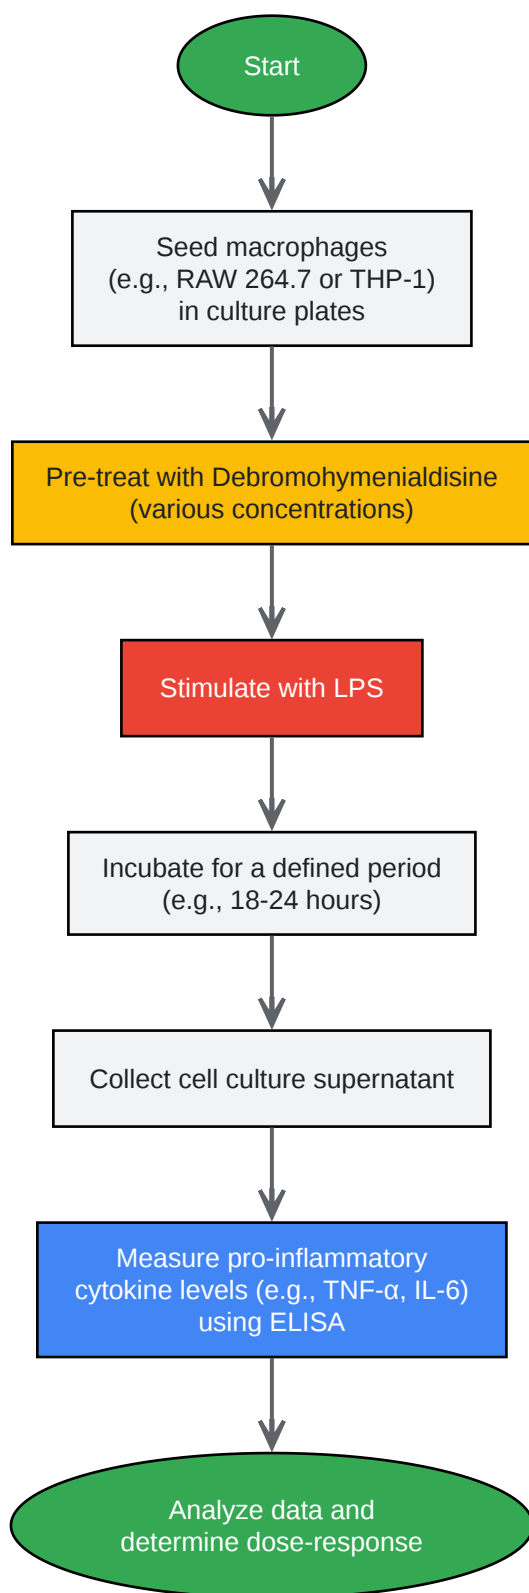 Start
Seed macrophages
(e.g., RAW 264.7 or THP-1)
in culture plates
Pre-treat with Debromohymenialdisine
(various concentrations)
Stimulate with LPS
Incubate for a defined period
(e.g., 18-24 hours)
Collect cell culture supernatant
Measure pro-inflammatory
cytokine levels (e.g., TNF-α, IL-6)
using ELISA
Analyze data and
determine dose-response